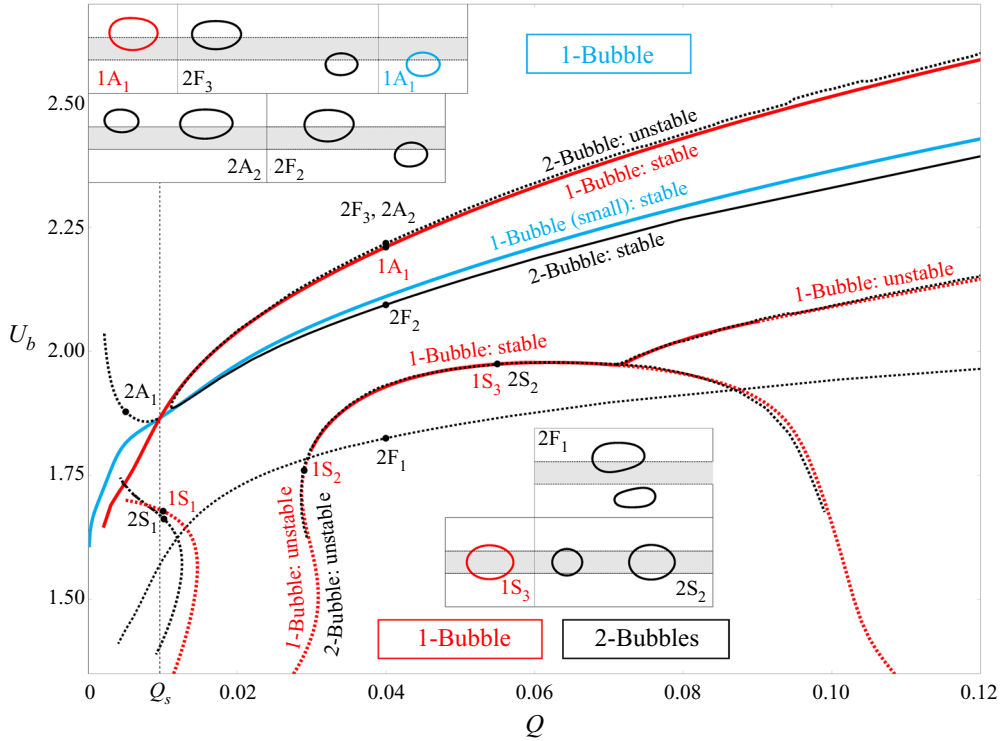 1A₁
2F₃
1A₁
2A₂
2F₂
1-Bubble
2.50
2.25
2.00
1.75
1.50
U_b
2-Bubble: unstable
1-Bubble: stable
1-Bubble (small): stable
2-Bubble: stable
2F₃, 2A₂
1A₁
2F₂
1-Bubble: unstable
1-Bubble: stable
1S₃
2S₂
2A₁
2F₁
1S₂
1S₁
2S₁
1-Bubble: unstable
2-Bubble: unstable
2F₁
1S₃
2S₂
1-Bubble
2-Bubbles
0
Q_s
0.02
0.04
0.06
0.08
0.10
0.12
Q